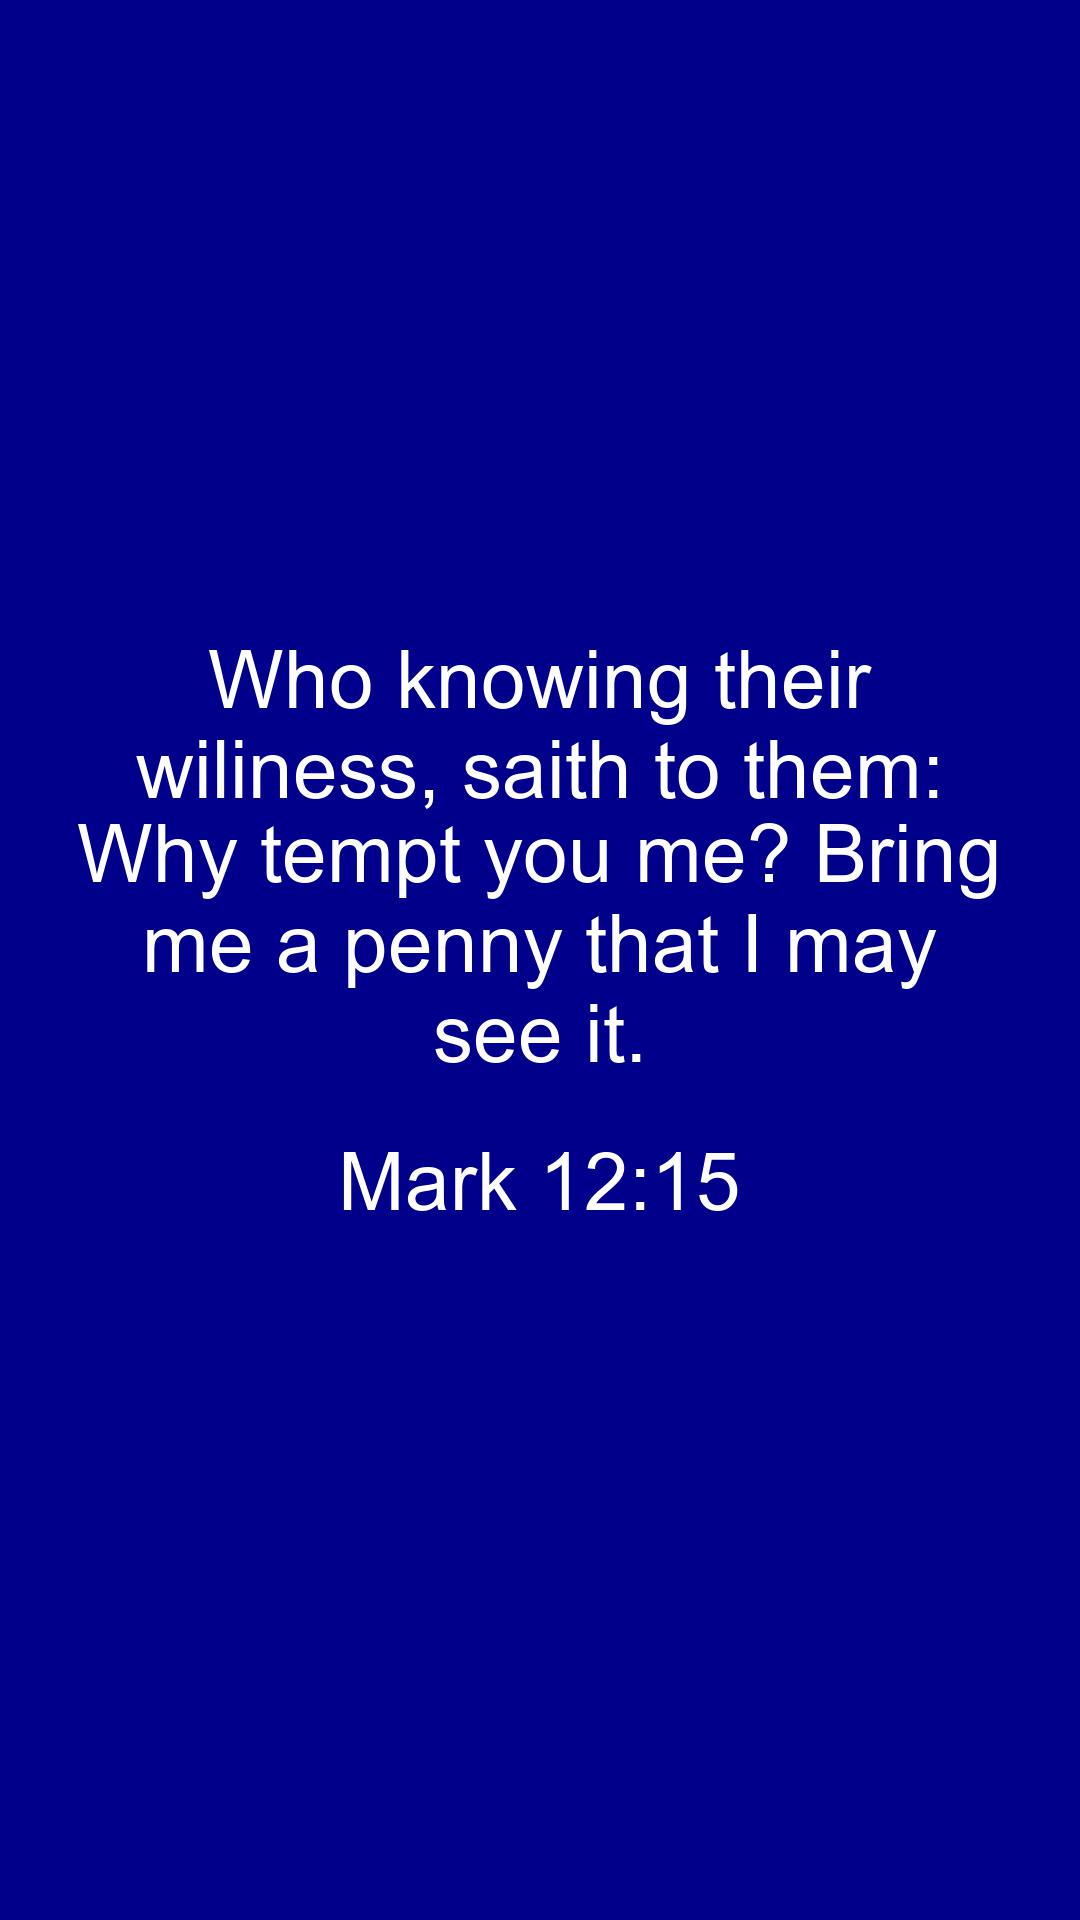 Who knowing their
wiliness, saith to them:
Why tempt you me? Bring
me a penny that I may
see it.
Mark 12:15